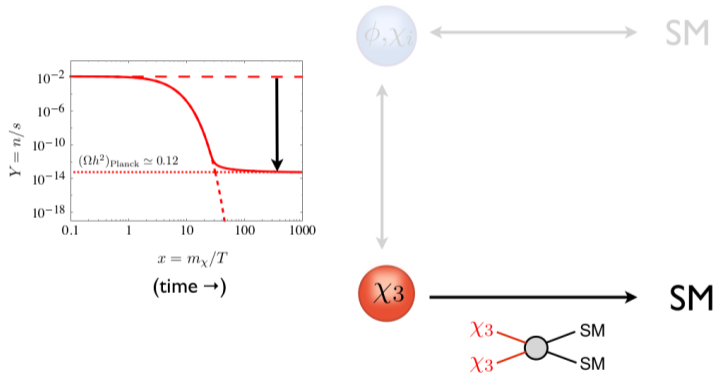 ϕ,χᵢ
SM
10⁻²
10⁻⁶
10⁻¹⁰
10⁻¹⁴
10⁻¹⁸
Y = n/s
(Ωh²)Planck ≃ 0.12
0.1 1 10 100 1000
x = mχ/T
(time →)
χ3
SM
χ3 SM
χ3 SM